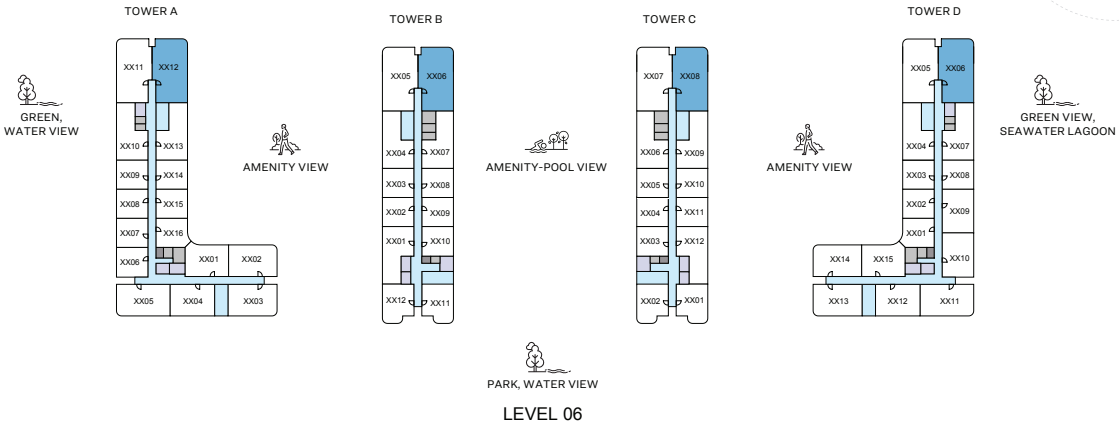 TOWER A
TOWER B
TOWER C
TOWER D
XX11
XX12
XX10
XX13
XX09
XX14
XX08
XX15
XX07
XX16
XX06
XX01
XX02
XX05
XX04
XX03
XX05
XX06
XX04
XX07
XX03
XX08
XX02
XX09
XX01
XX10
XX12
XX11
XX07
XX08
XX06
XX09
XX05
XX10
XX04
XX11
XX03
XX12
XX02
XX01
XX05
XX06
XX04
XX07
XX03
XX08
XX02
XX09
XX01
XX10
XX14
XX15
XX13
XX12
XX11
GREEN,
WATER VIEW
AMENITY VIEW
AMENITY-POOL VIEW
AMENITY VIEW
GREEN VIEW,
SEAWATER LAGOON
PARK, WATER VIEW
LEVEL 06